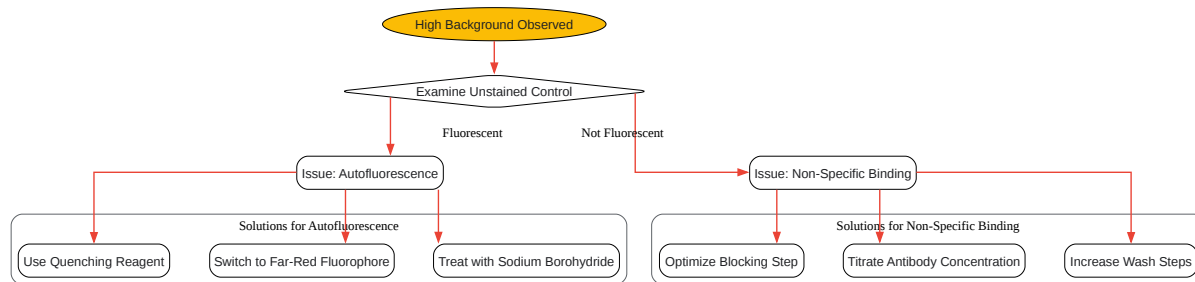 High Background Observed
Examine Unstained Control
Fluorescent
Not Fluorescent
Issue: Autofluorescence
Issue: Non-Specific Binding
Solutions for Autofluorescence
Solutions for Non-Specific Binding
Use Quenching Reagent
Switch to Far-Red Fluorophore
Treat with Sodium Borohydride
Optimize Blocking Step
Titrate Antibody Concentration
Increase Wash Steps